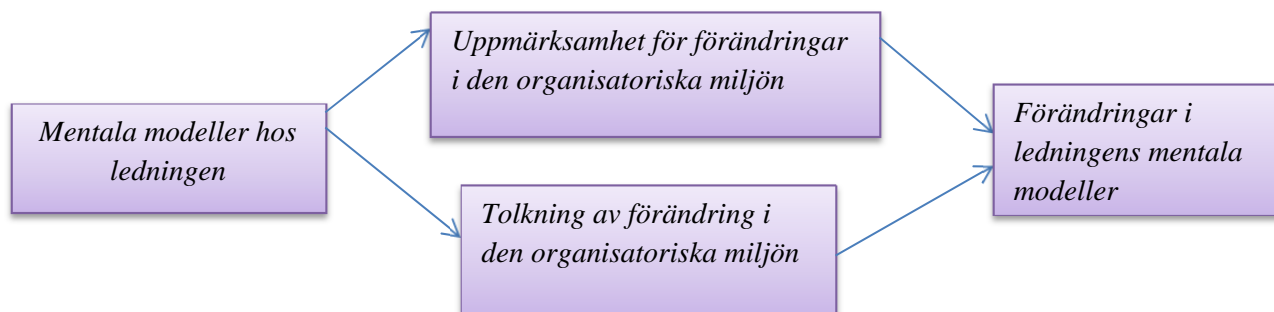 Mentala modeller hos
ledningen
Uppmärksamhet för förändringar
i den organisatoriska miljön
Tolkning av förändring i
den organisatoriska miljön
Förändringar i
ledningens mentala
modeller